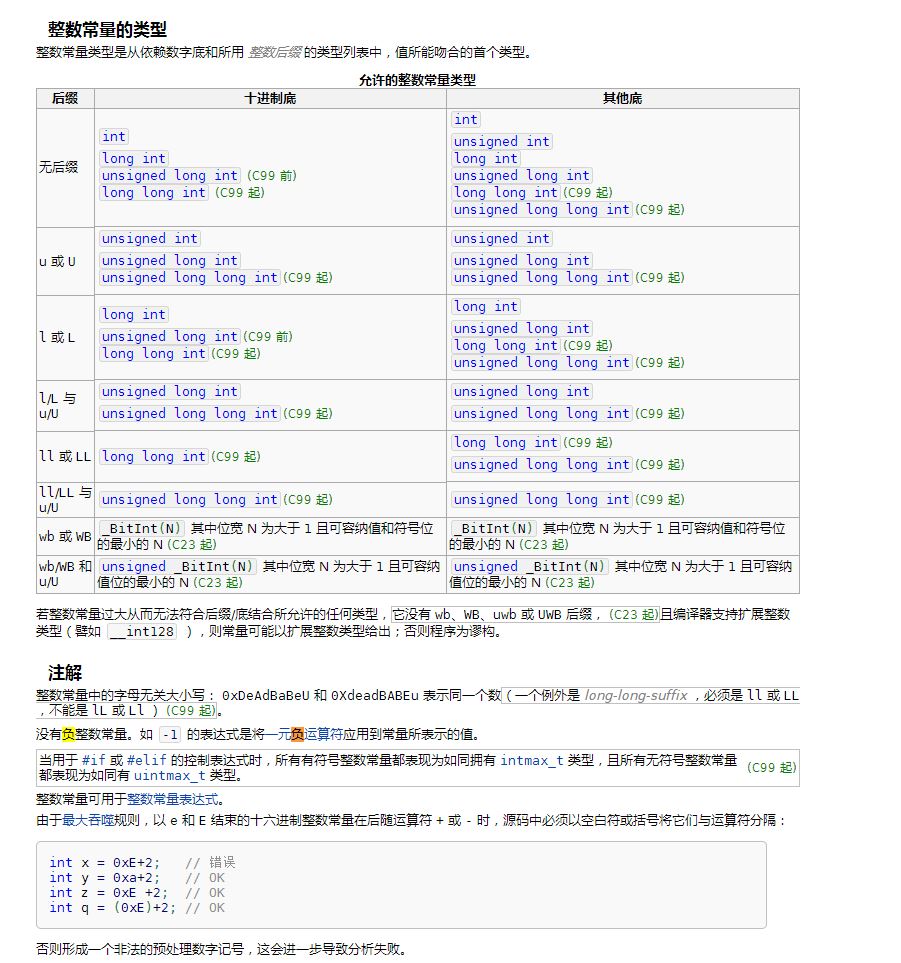 整数常量的类型
整数常量类型是从依赖数字底和所用 整数后缀 的类型列表中，值所能吻合的首个类型。
允许的整数常量类型
后缀 十进制底 其他底
无后缀
int
long int
unsigned long int (C99 前)
long long int (C99 起)
int
unsigned int
long int
unsigned long int
long long int (C99 起)
unsigned long long int (C99 起)
u 或 U
unsigned int
unsigned long int
unsigned long long int (C99 起)
unsigned int
unsigned long int
unsigned long long int (C99 起)
l 或 L
long int
unsigned long int (C99 前)
long long int (C99 起)
long int
unsigned long int
long long int (C99 起)
unsigned long long int (C99 起)
l/L 与
u/U
unsigned long int
unsigned long long int (C99 起)
unsigned long int
unsigned long long int (C99 起)
ll 或 LL
long long int (C99 起)
long long int (C99 起)
unsigned long long int (C99 起)
ll/LL 与
u/U
unsigned long long int (C99 起)
unsigned long long int (C99 起)
wb 或 WB
_BitInt(N) 其中位宽 N 为大于 1 且可容纳值和符号位
的最小的 N (C23 起)
_BitInt(N) 其中位宽 N 为大于 1 且可容纳值和符号位
的最小的 N (C23 起)
wb/WB 和
u/U
unsigned _BitInt(N) 其中位宽 N 为大于 1 且可容纳
值位的最小的 N (C23 起)
unsigned _BitInt(N) 其中位宽 N 为大于 1 且可容纳
值位的最小的 N (C23 起)
若整数常量过大从而无法符合后缀/底结合所允许的任何类型，它没有 wb、WB、uwb 或 UWB 后缀， (C23 起)且编译器支持扩展整数
类型（譬如 __int128 ），则常量可能以扩展整数类型给出；否则程序为谬构。
注解
整数常量中的字母无关大小写： 0xDeAdBaBeU 和 0XdeadBABEu 表示同一个数（一个例外是 long-long-suffix ，必须是 ll 或 LL
，不能是 lL 或 Ll ） (C99 起)。
没有负整数常量。如 -1 的表达式是将一元负运算符应用到常量所表示的值。
当用于 #if 或 #elif 的控制表达式时，所有有符号整数常量都表现为如同拥有 intmax_t 类型，且所有无符号整数常量
都表现为如同有 uintmax_t 类型。 (C99 起)
整数常量可用于整数常量表达式。
由于最大吞噬规则，以 e 和 E 结束的十六进制整数常量在后随运算符 + 或 - 时，源码中必须以空白符或括号将它们与运算符分隔：
int x = 0xE+2;   // 错误
int y = 0xa+2;   // OK
int z = 0xE +2;  // OK
int q = (0xE)+2; // OK
否则形成一个非法的预处理数字记号，这会进一步导致分析失败。